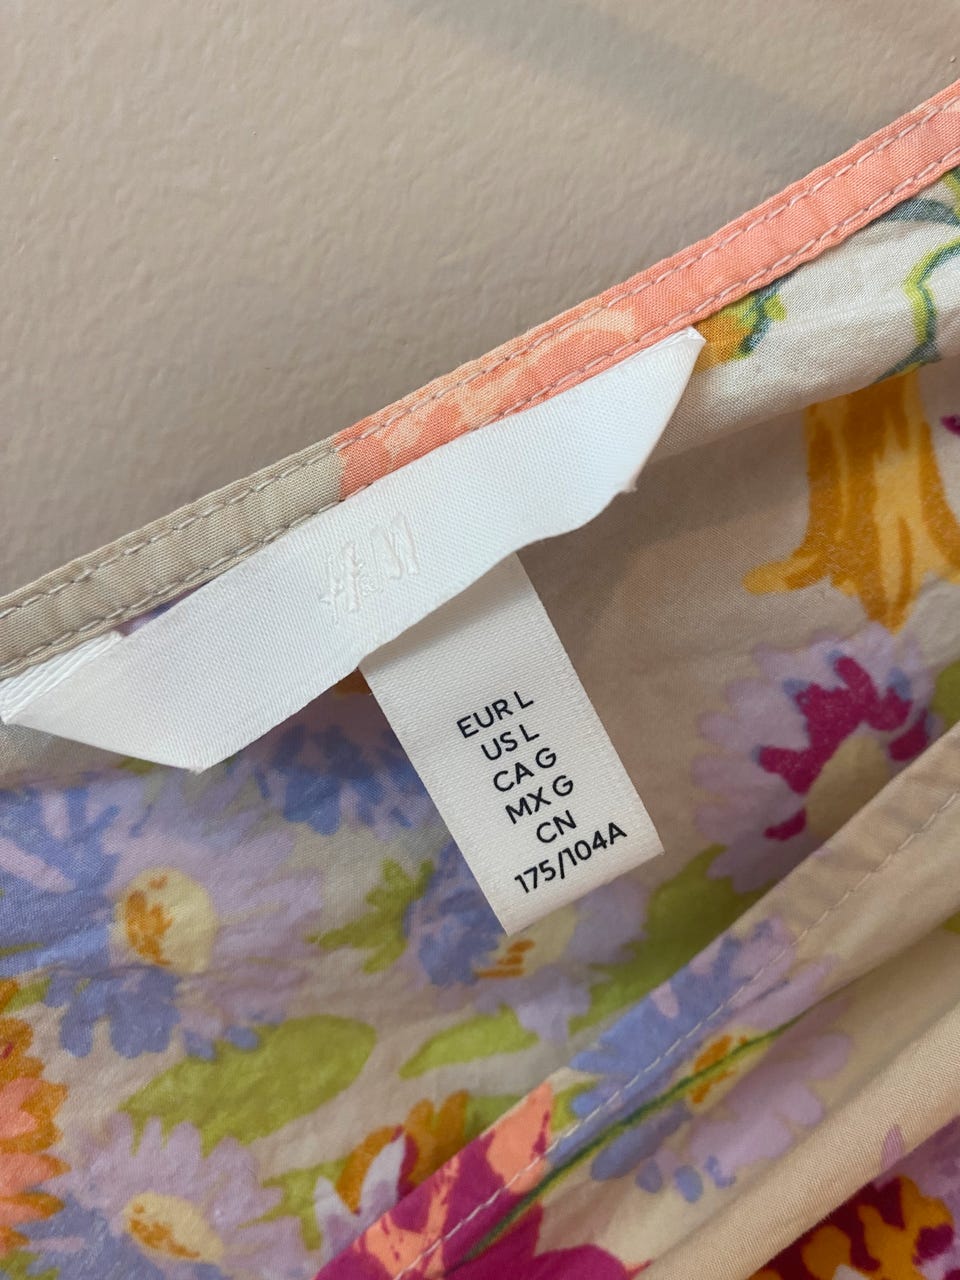 H&M
EUR L
US L
CA G
MX G
CN
175/104A